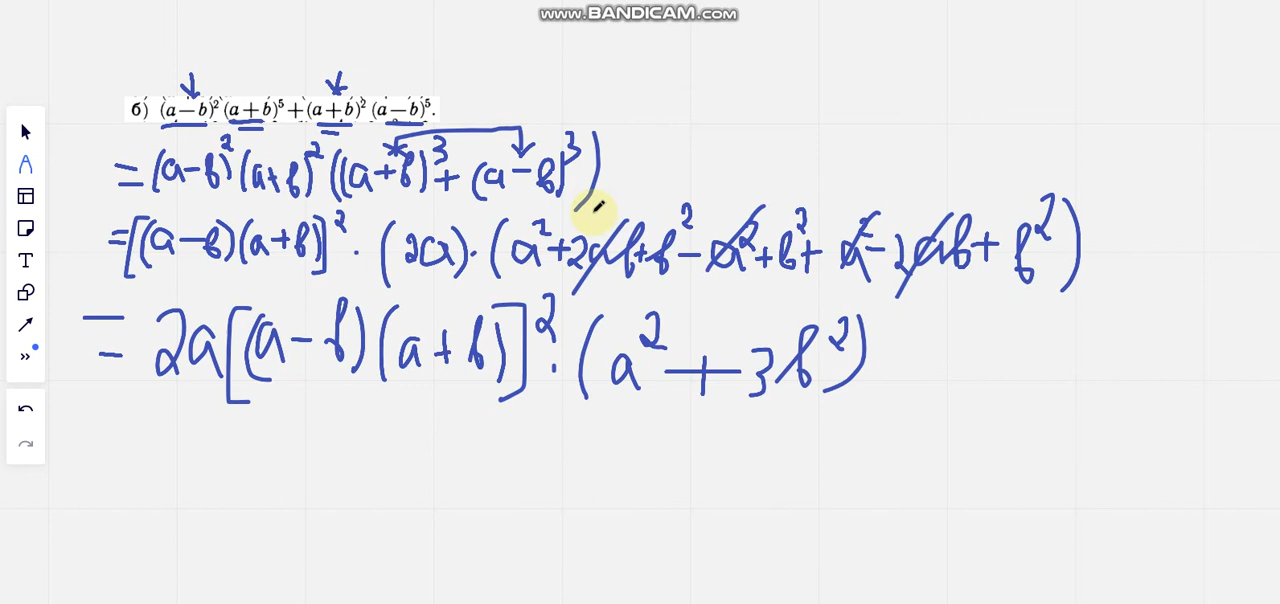 www.BANDICAM.com
б) (a−b)²(a+b)⁵+(a+b)²(a−b)⁵.
=(a-b)²(a+b)²((a+b)³+(a-b)³)
=[(a-b)(a+b)]²·(2a)·(a²+2ab+b²-a²+b²+a²-2ab+b²)
=2a[(a-b)(a+b)]²·(a²+3b²)